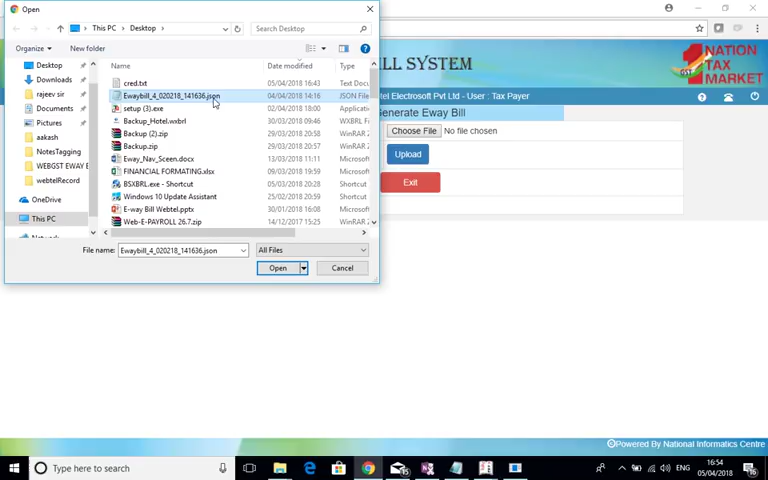 Open
This PC > Desktop >
Search Desktop
Organize
New folder
Name Date modified Type
Desktop
Downloads
rajeev sir
Documents
Pictures
aakash
NotesTagging
WEBGST EWAY B
webtelRecord
OneDrive
This PC
cred.txt 05/04/2018 16:43 Text Docu
Ewaybill_4_020218_141636.json 04/04/2018 14:16 JSON File
setup (3).exe 02/04/2018 18:00 Applicati
Backup_Hotel.wxbrl 30/03/2018 09:46 WXBRL F
Backup (2).zip 29/03/2018 20:58 WinRAR Z
Backup.zip 29/03/2018 20:57 WinRAR Z
Eway_Nav_Sceen.docx 13/03/2018 11:11 Microsof
FINANCIAL FORMATING.xlsx 09/03/2018 19:59 Microsof
BSXBRL.exe - Shortcut 05/03/2018 20:28 Shortcut
Windows 10 Update Assistant 25/02/2018 20:59 Shortcut
E-way Bill Webtel.pptx 30/01/2018 16:08 Microsof
Web-E-PAYROLL 26.7.zip 14/12/2017 15:25 WinRAR
File name: Ewaybill_4_020218_141636.json
All Files
Open
Cancel
LL SYSTEM
NATION
TAX
MARKET
1
tel Electrosoft Pvt Ltd - User : Tax Payer
Generate Eway Bill
Choose File No file chosen
Upload
Exit
Powered By National Informatics Centre
Type here to search
ENG
16:54
05/04/2018